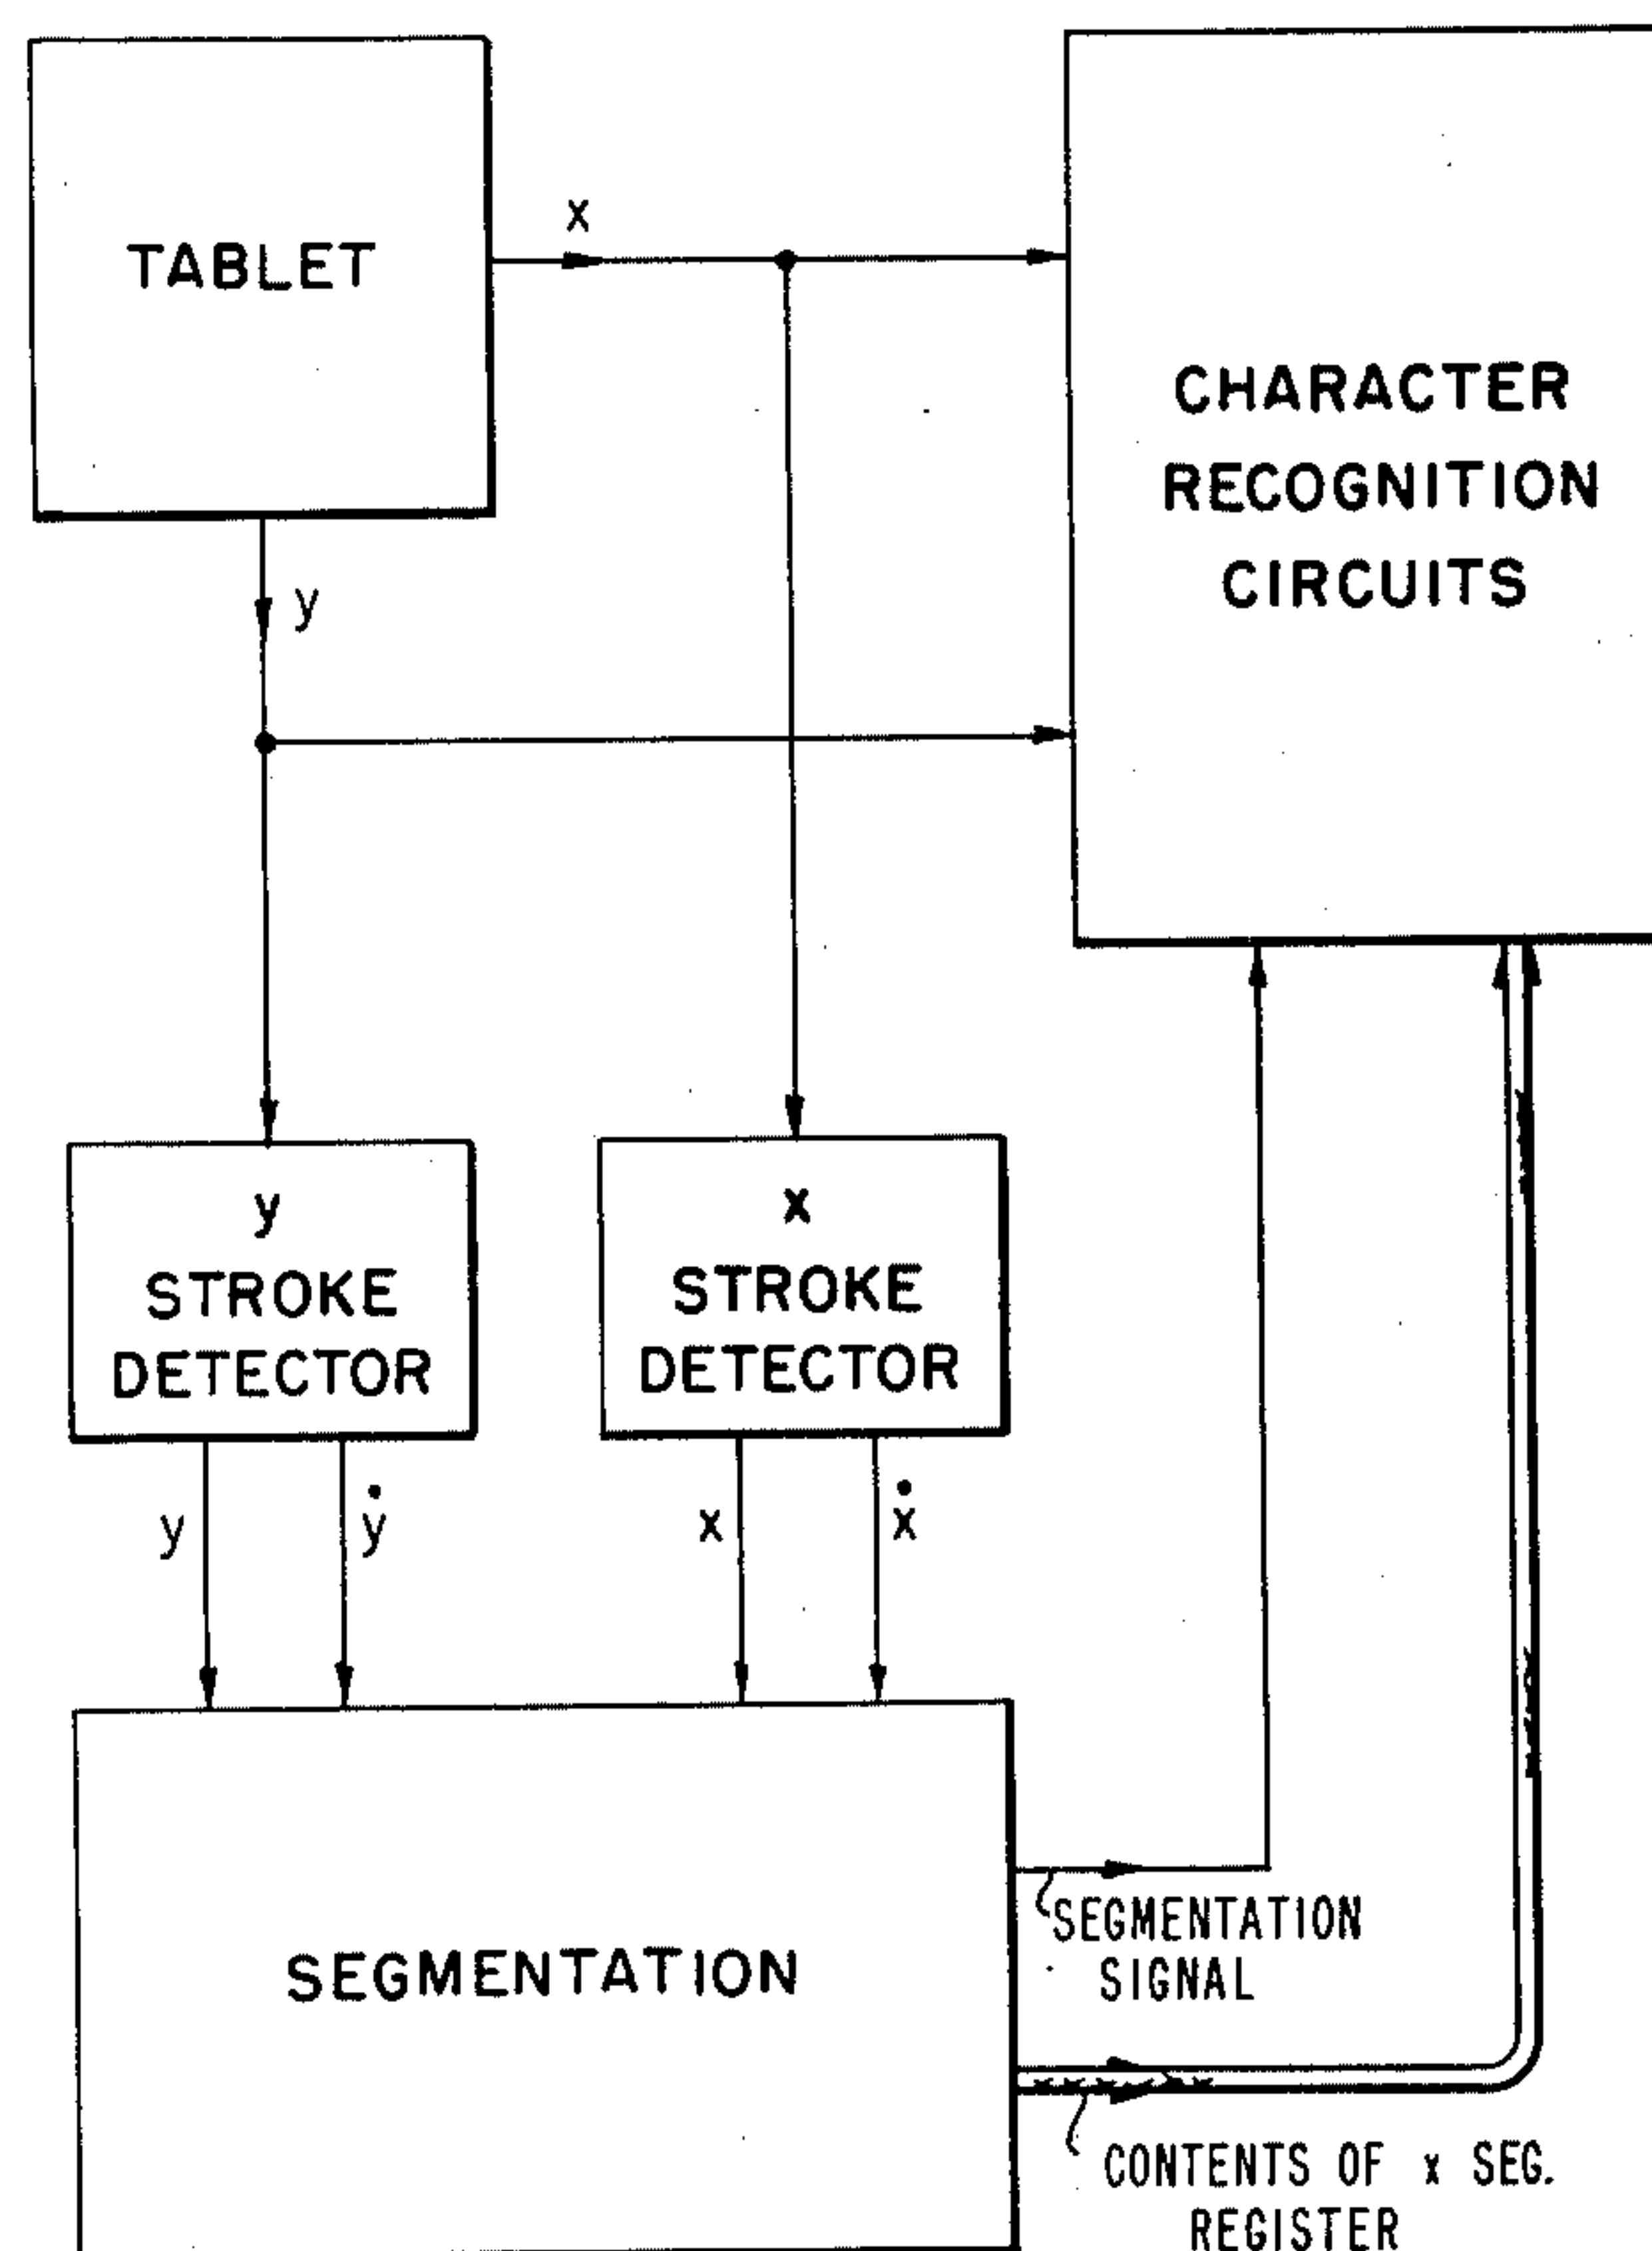 TABLET
x
CHARACTER
RECOGNITION
CIRCUITS
y
y
STROKE
DETECTOR
x
STROKE
DETECTOR
y
ẏ
x
ẋ
SEGMENTATION
SEGMENTATION
SIGNAL
CONTENTS OF x SEG.
REGISTER